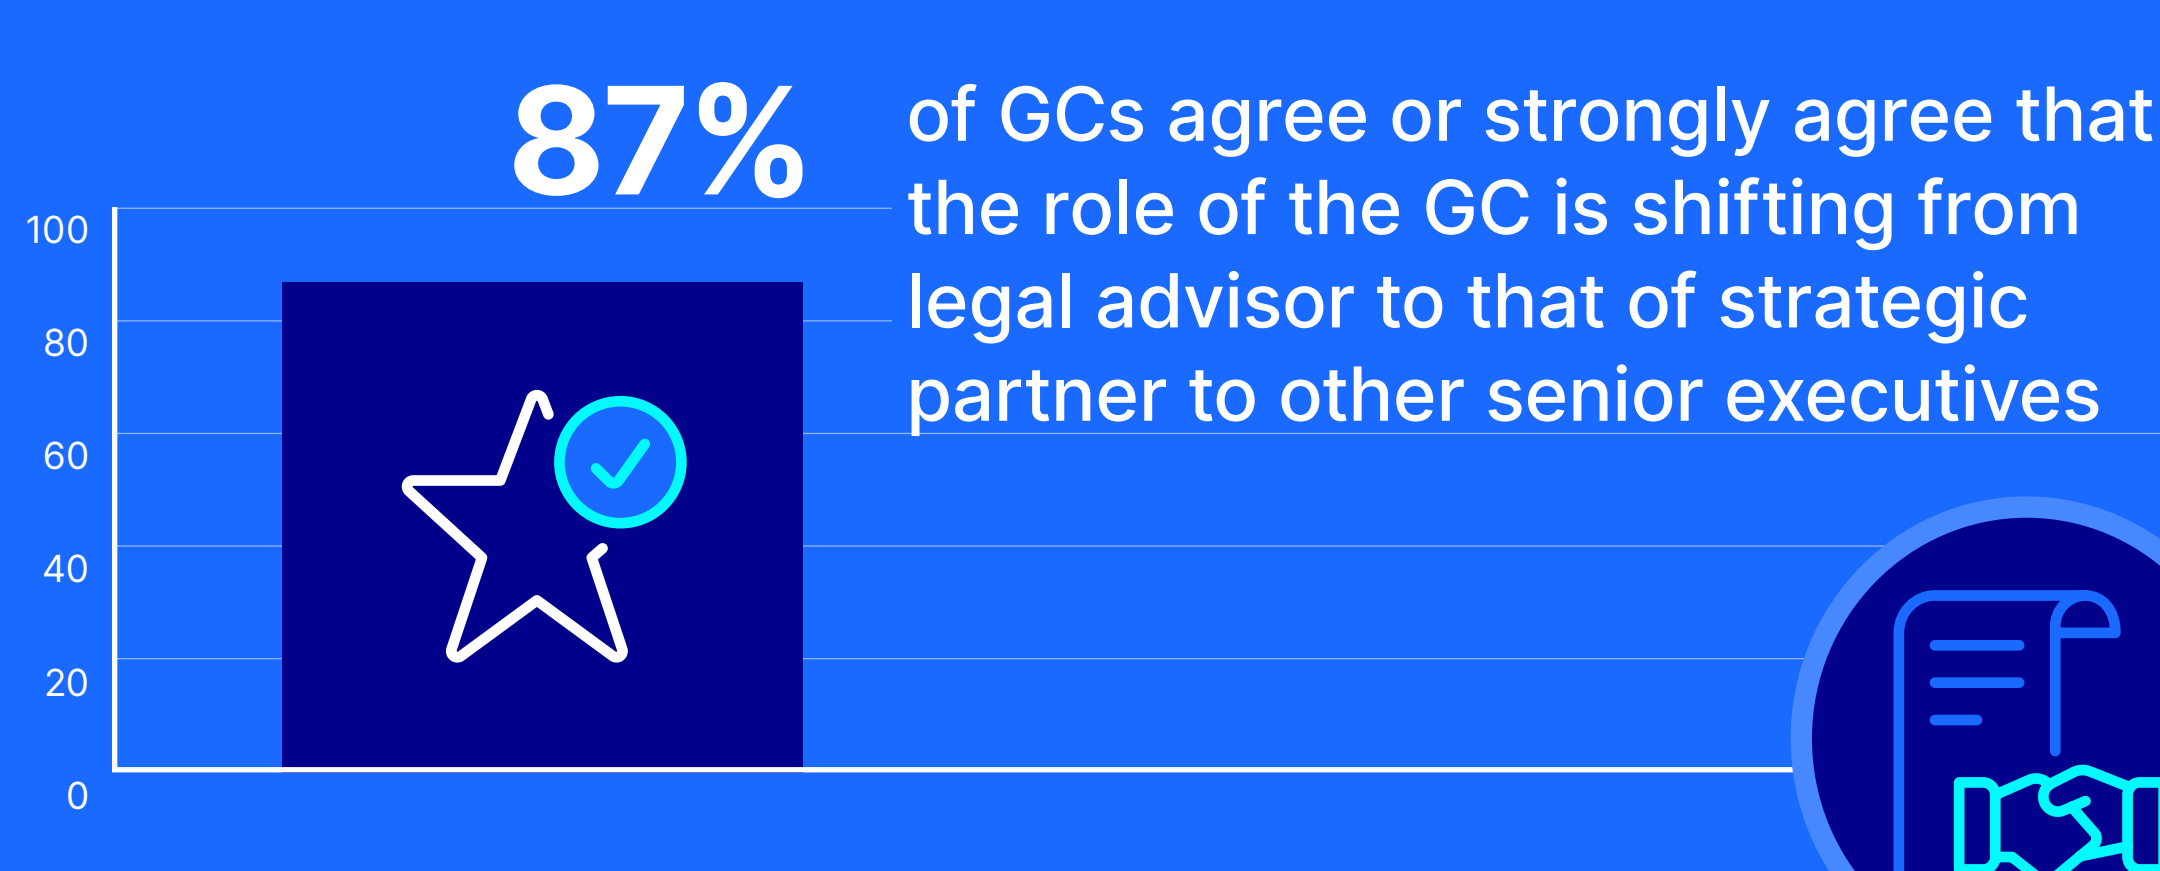 87%
of GCs agree or strongly agree that
the role of the GC is shifting from
legal advisor to that of strategic
partner to other senior executives
100
80
60
40
20
0